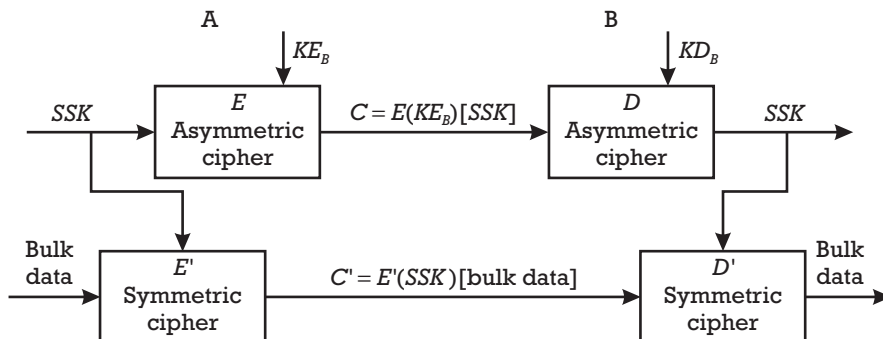 A
B
KE_B
KD_B
SSK
E
Asymmetric
cipher
C = E(KE_B)[SSK]
D
Asymmetric
cipher
SSK
Bulk
data
E'
Symmetric
cipher
C' = E'(SSK)[bulk data]
D'
Symmetric
cipher
Bulk
data